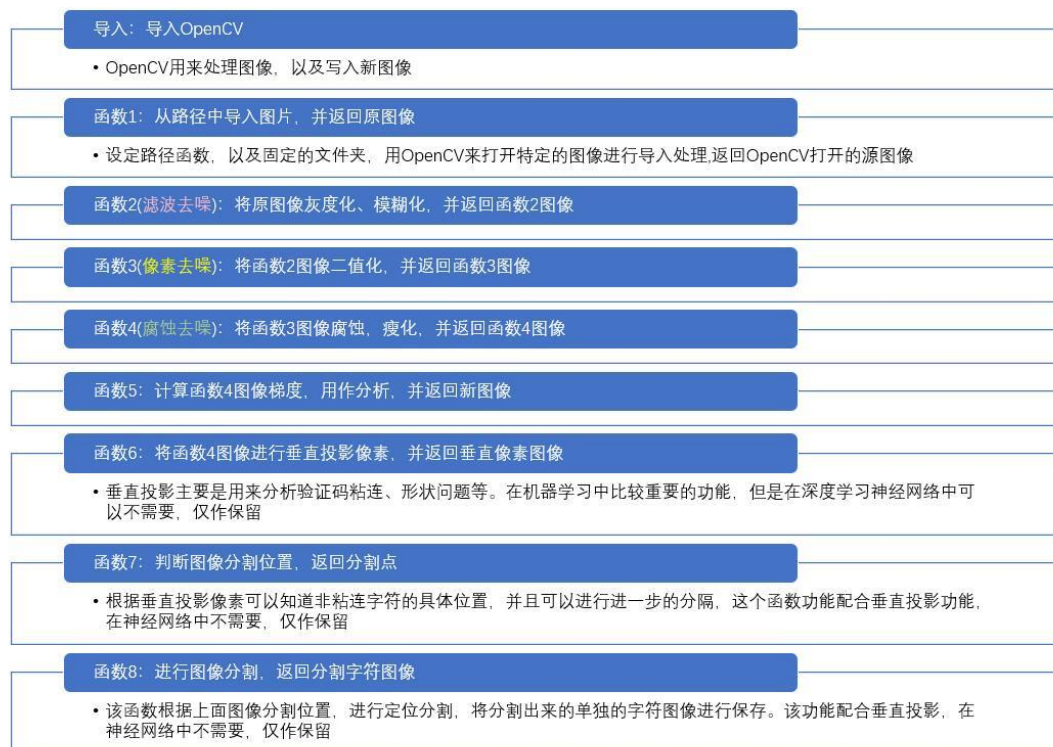 导入：导入OpenCV
• OpenCV用来处理图像，以及写入新图像
函数1：从路径中导入图片，并返回原图像
• 设定路径函数，以及固定的文件夹，用OpenCV来打开特定的图像进行导入处理,返回OpenCV打开的源图像
函数2(滤波去噪)：将原图像灰度化、模糊化，并返回函数2图像
函数3(像素去噪)：将函数2图像二值化，并返回函数3图像
函数4(腐蚀去噪)：将函数3图像腐蚀，瘦化，并返回函数4图像
函数5：计算函数4图像梯度，用作分析，并返回新图像
函数6：将函数4图像进行垂直投影像素，并返回垂直像素图像
• 垂直投影主要是用来分析验证码粘连、形状问题等。在机器学习中比较重要的功能，但是在深度学习神经网络中可
以不需要，仅作保留
函数7：判断图像分割位置，返回分割点
• 根据垂直投影像素可以知道非粘连字符的具体位置，并且可以进行进一步的分隔，这个函数功能配合垂直投影功能，
在神经网络中不需要，仅作保留
函数8：进行图像分割，返回分割字符图像
• 该函数根据上面图像分割位置，进行定位分割，将分割出来的单独的字符图像进行保存。该功能配合垂直投影，在
神经网络中不需要，仅作保留